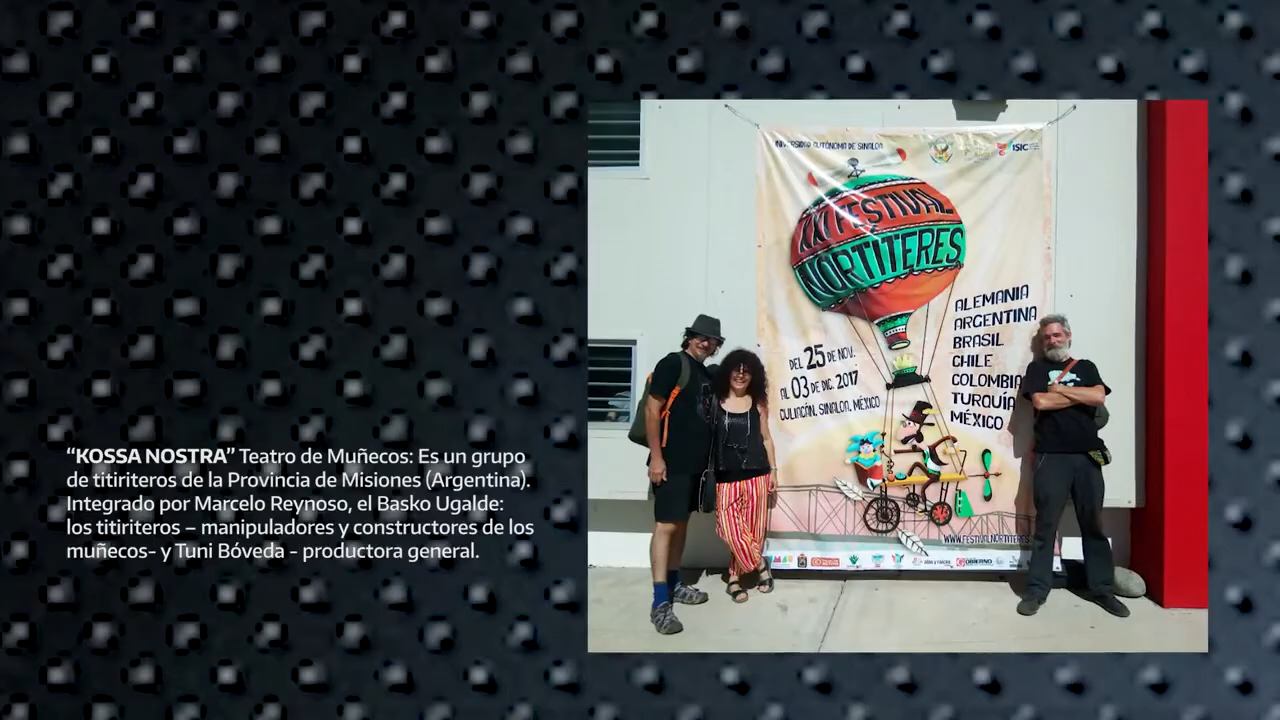 “KOSSA NOSTRA” Teatro de Muñecos: Es un grupo
de titiriteros de la Provincia de Misiones (Argentina).
Integrado por Marcelo Reynoso, el Basko Ugalde:
los titiriteros – manipuladores y constructores de los
muñecos- y Tuni Bóveda - productora general.
UNIVERSIDAD AUTÓNOMA DE SINALOA
ISIC
XXI FESTIVAL
NORTITERES
ALEMANIA
ARGENTINA
BRASIL
CHILE
COLOMBIA
TURQUÍA
MÉXICO
DEL 25 DE NOV.
AL 03 DE DIC. 2017
CULIACÁN, SINALOA, MÉXICO
WWW.FESTIVALNORTITERES
GOBIERNO